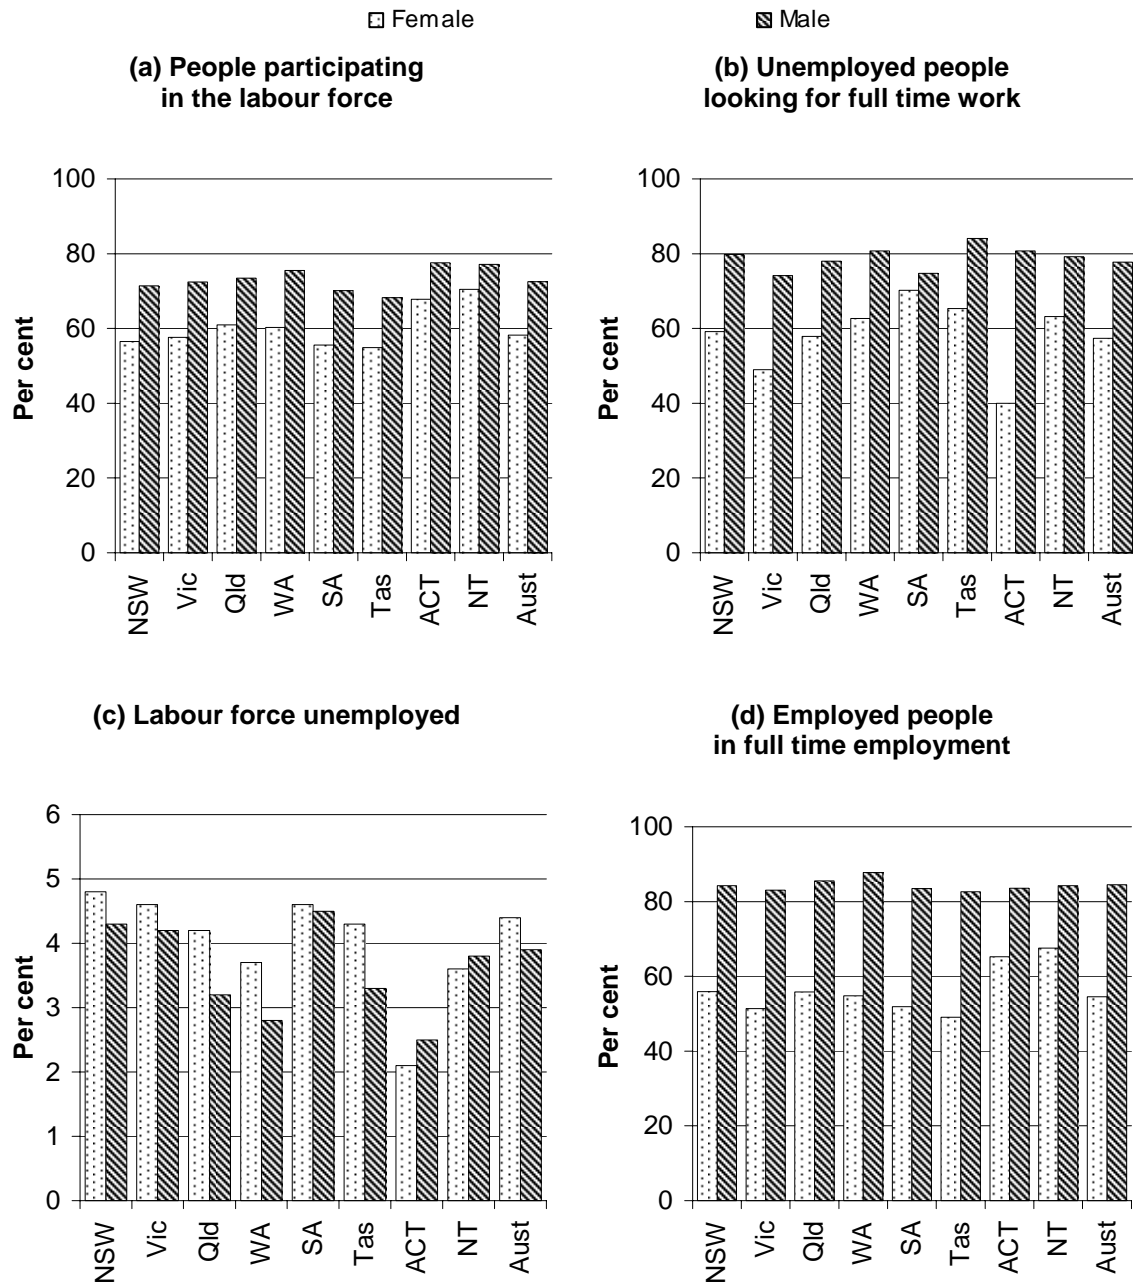 Female Male
(a) People participating
in the labour force
Per cent
100
80
60
40
20
0
NSW Vic Qld WA SA Tas ACT NT Aust
(b) Unemployed people
looking for full time work
Per cent
100
80
60
40
20
0
NSW Vic Qld WA SA Tas ACT NT Aust
(c) Labour force unemployed
Per cent
6
5
4
3
2
1
0
NSW Vic Qld WA SA Tas ACT NT Aust
(d) Employed people
in full time employment
Per cent
100
80
60
40
20
0
NSW Vic Qld WA SA Tas ACT NT Aust